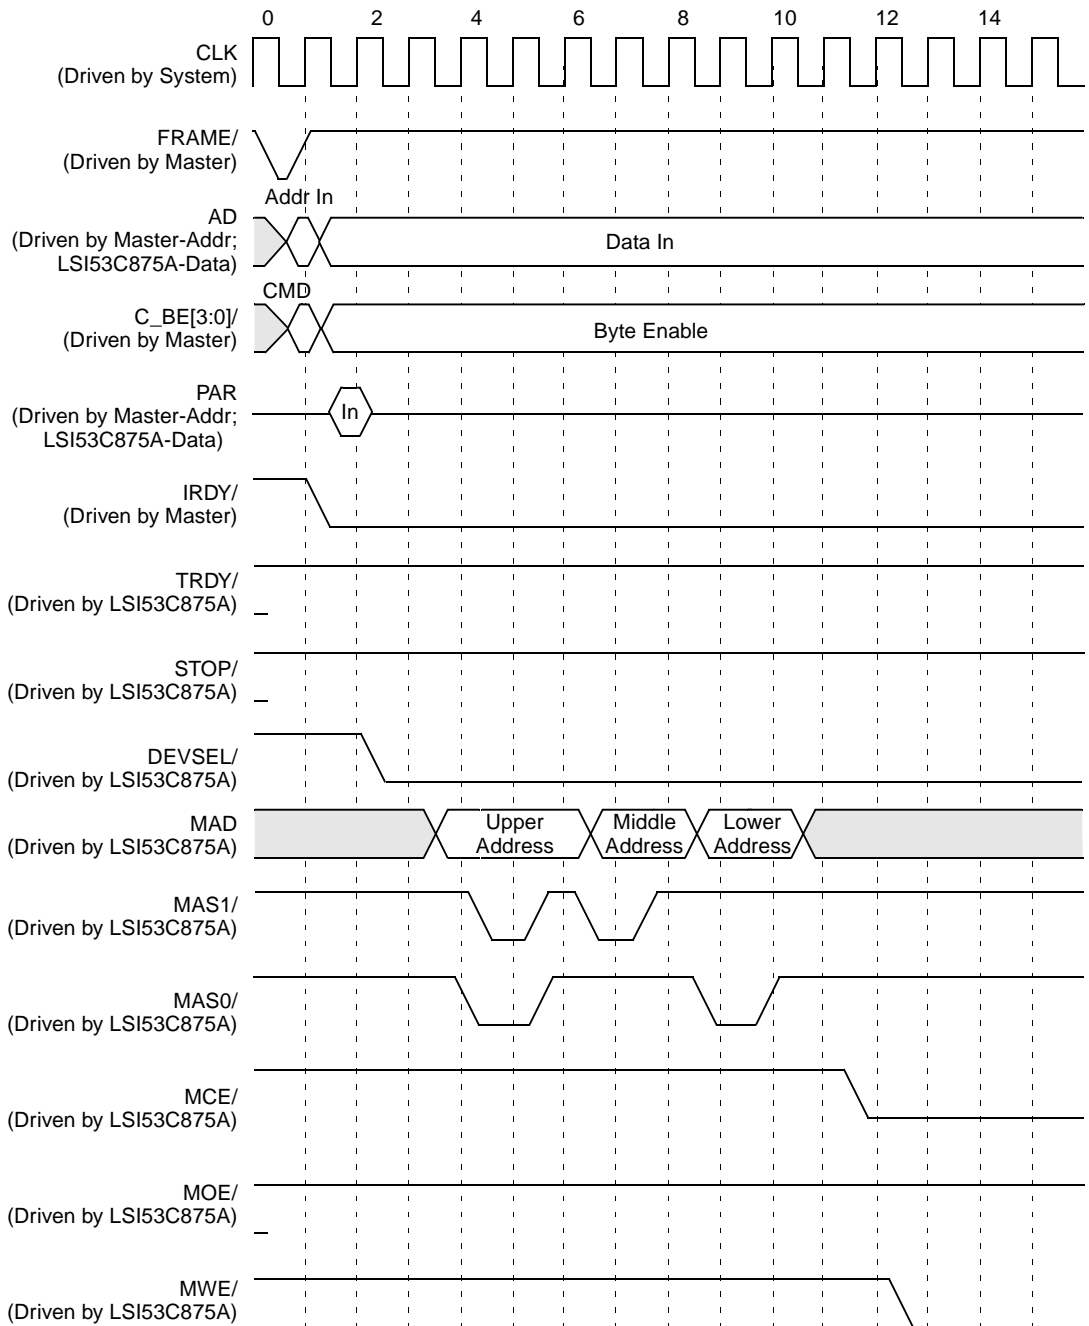 0 2 4 6 8 10 12 14
CLK
(Driven by System)
FRAME/
(Driven by Master)
Addr In
AD
(Driven by Master-Addr;
LSI53C875A-Data)
Data In
CMD
C_BE[3:0]/
(Driven by Master)
Byte Enable
PAR
(Driven by Master-Addr;
LSI53C875A-Data)
In
IRDY/
(Driven by Master)
TRDY/
(Driven by LSI53C875A)
STOP/
(Driven by LSI53C875A)
DEVSEL/
(Driven by LSI53C875A)
MAD
(Driven by LSI53C875A)
Upper
Address
Middle
Address
Lower
Address
MAS1/
(Driven by LSI53C875A)
MAS0/
(Driven by LSI53C875A)
MCE/
(Driven by LSI53C875A)
MOE/
(Driven by LSI53C875A)
MWE/
(Driven by LSI53C875A)